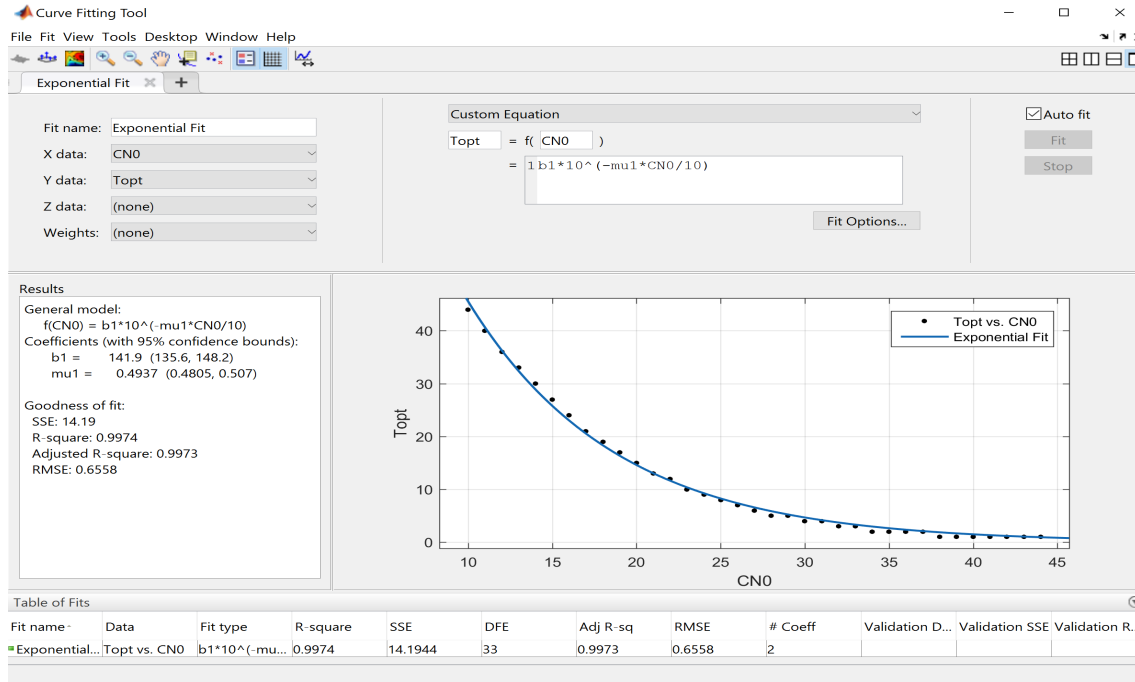 Curve Fitting Tool
File Fit View Tools Desktop Window Help
Exponential Fit
Fit name: Exponential Fit
X data: CN0
Y data: Topt
Z data: (none)
Weights: (none)
Custom Equation
Topt = f( CN0 )
= 1 b1*10^(-mu1*CN0/10)
Fit Options...
Auto fit
Fit
Stop
Results
General model:
f(CN0) = b1*10^(-mu1*CN0/10)
Coefficients (with 95% confidence bounds):
b1 = 141.9 (135.6, 148.2)
mu1 = 0.4937 (0.4805, 0.507)
Goodness of fit:
SSE: 14.19
R-square: 0.9974
Adjusted R-square: 0.9973
RMSE: 0.6558
Topt vs. CN0
Exponential Fit
40
30
20
10
0
Topt
10 15 20 25 30 35 40 45
CN0
Table of Fits
Fit name Data Fit type R-square SSE DFE Adj R-sq RMSE # Coeff Validation D... Validation SSE Validation R.
Exponential... Topt vs. CN0 b1*10^(-mu... 0.9974 14.1944 33 0.9973 0.6558 2